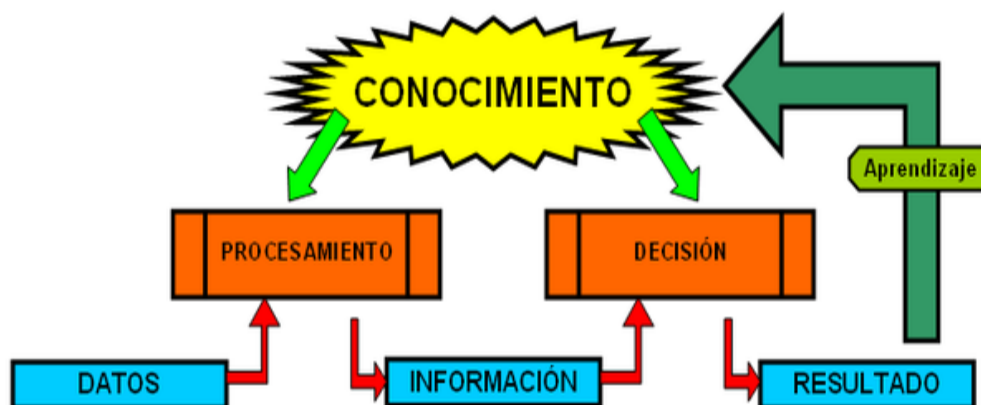 CONOCIMIENTO
Aprendizaje
PROCESAMIENTO
DECISIÓN
DATOS
INFORMACIÓN
RESULTADO